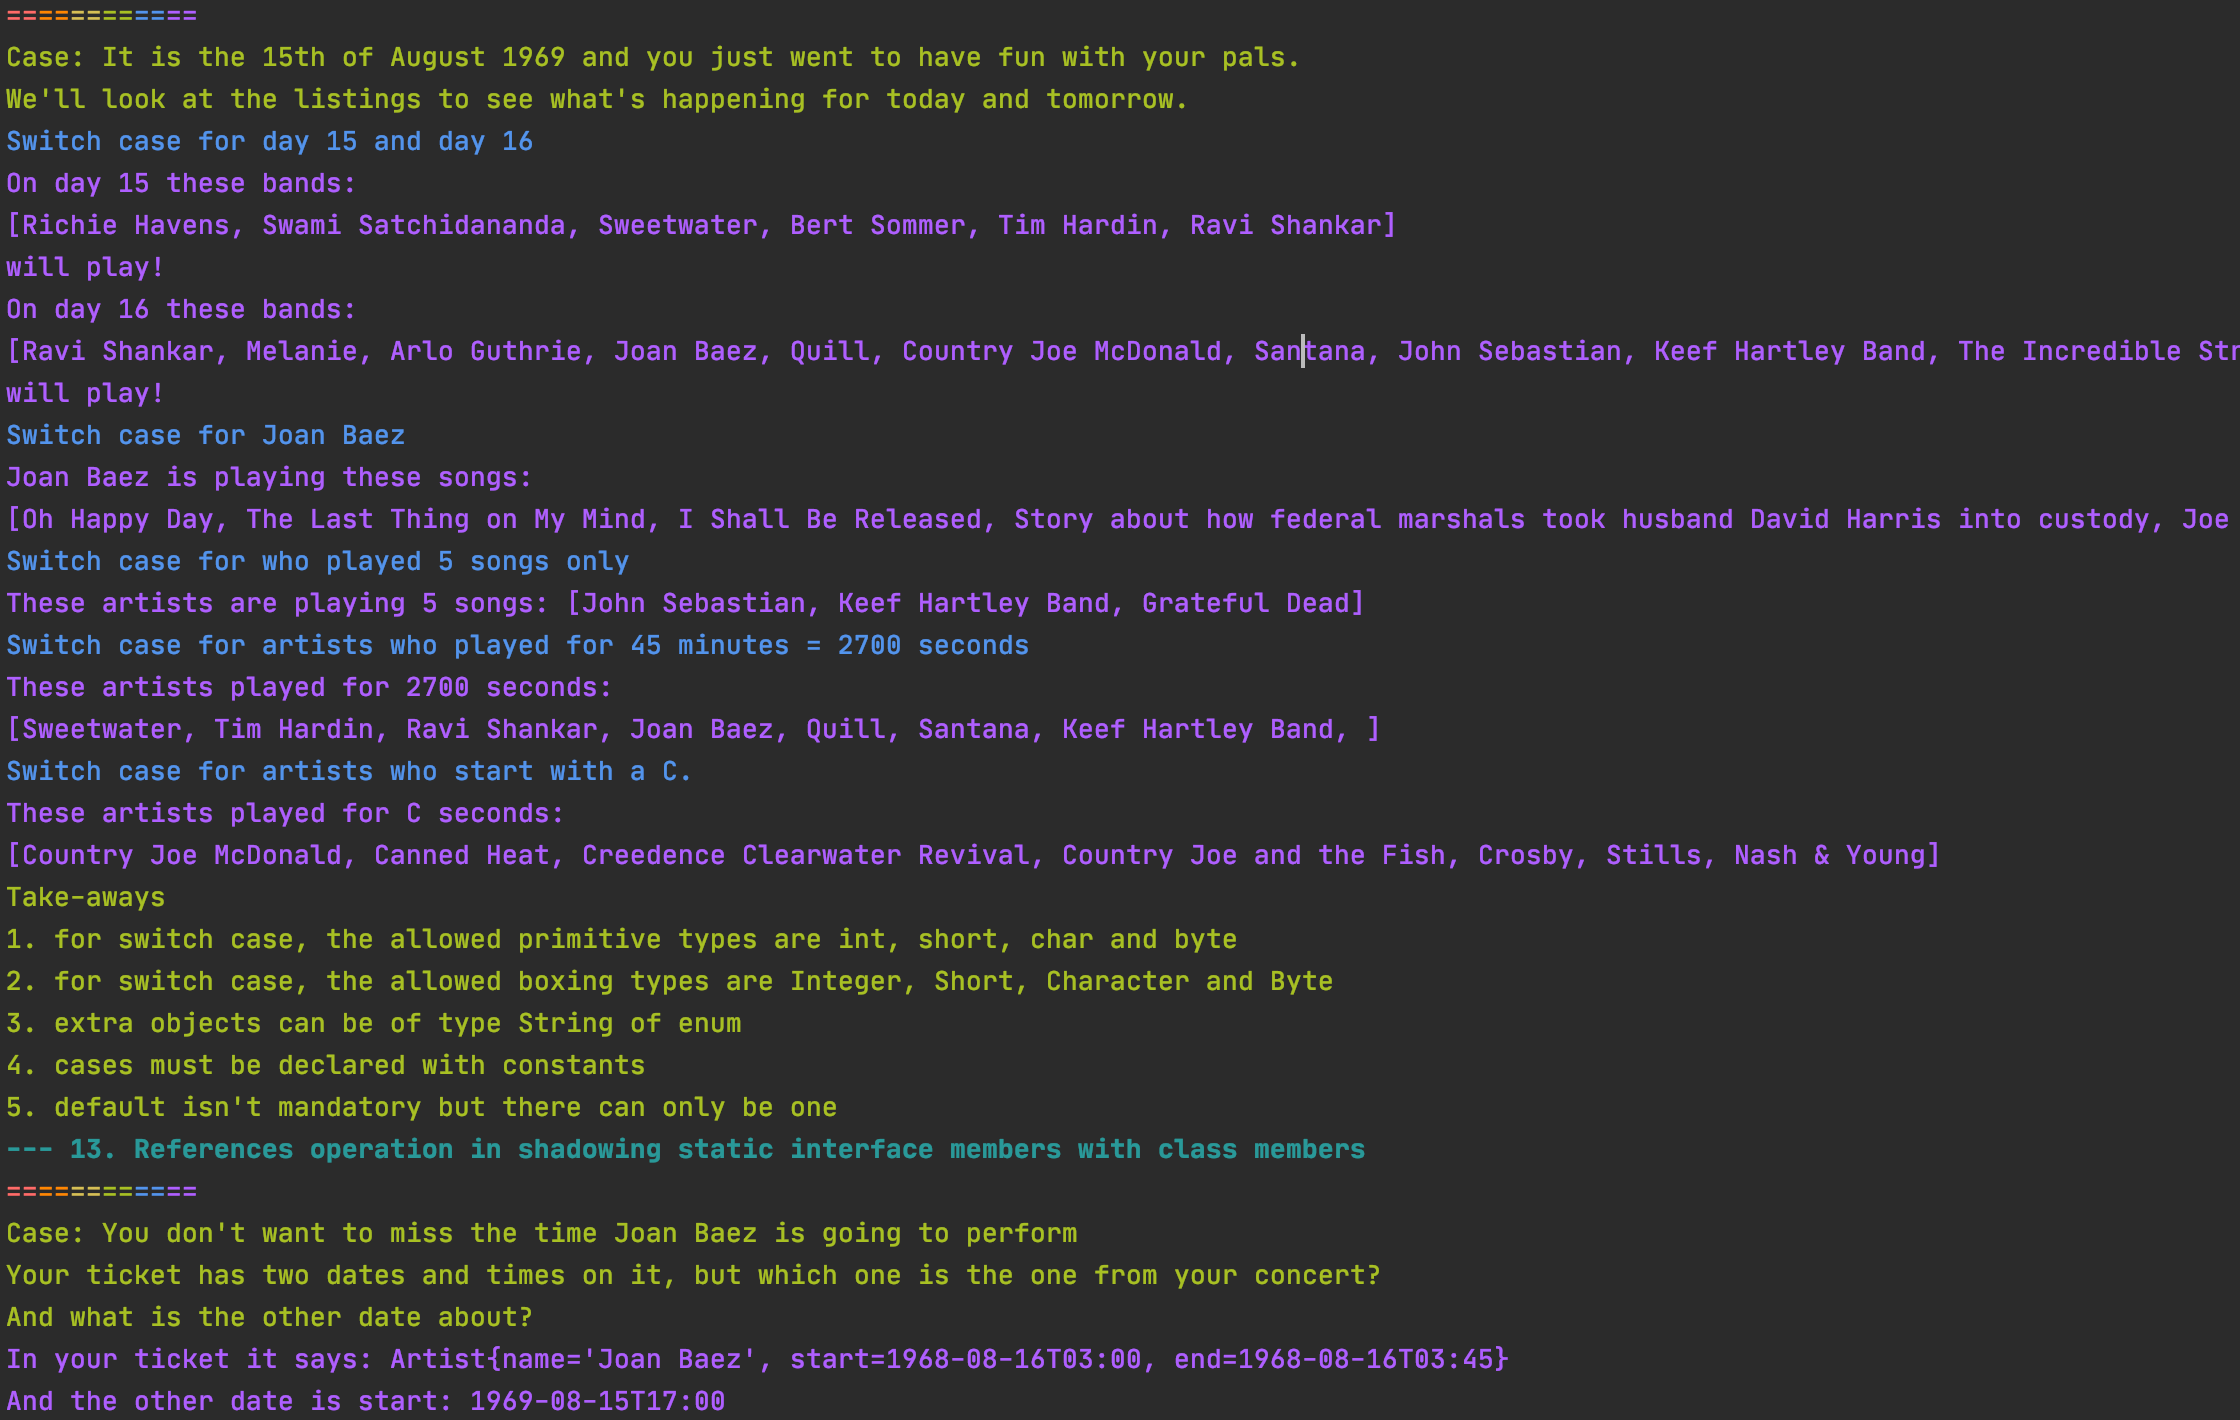 ============
Case: It is the 15th of August 1969 and you just went to have fun with your pals.
We'll look at the listings to see what's happening for today and tomorrow.
Switch case for day 15 and day 16
On day 15 these bands:
[Richie Havens, Swami Satchidananda, Sweetwater, Bert Sommer, Tim Hardin, Ravi Shankar]
will play!
On day 16 these bands:
[Ravi Shankar, Melanie, Arlo Guthrie, Joan Baez, Quill, Country Joe McDonald, Santana, John Sebastian, Keef Hartley Band, The Incredible Str
will play!
Switch case for Joan Baez
Joan Baez is playing these songs:
[Oh Happy Day, The Last Thing on My Mind, I Shall Be Released, Story about how federal marshals took husband David Harris into custody, Joe
Switch case for who played 5 songs only
These artists are playing 5 songs: [John Sebastian, Keef Hartley Band, Grateful Dead]
Switch case for artists who played for 45 minutes = 2700 seconds
These artists played for 2700 seconds:
[Sweetwater, Tim Hardin, Ravi Shankar, Joan Baez, Quill, Santana, Keef Hartley Band, ]
Switch case for artists who start with a C.
These artists played for C seconds:
[Country Joe McDonald, Canned Heat, Creedence Clearwater Revival, Country Joe and the Fish, Crosby, Stills, Nash & Young]
Take-aways
1. for switch case, the allowed primitive types are int, short, char and byte
2. for switch case, the allowed boxing types are Integer, Short, Character and Byte
3. extra objects can be of type String of enum
4. cases must be declared with constants
5. default isn't mandatory but there can only be one
--- 13. References operation in shadowing static interface members with class members
============
Case: You don't want to miss the time Joan Baez is going to perform
Your ticket has two dates and times on it, but which one is the one from your concert?
And what is the other date about?
In your ticket it says: Artist{name='Joan Baez', start=1968-08-16T03:00, end=1968-08-16T03:45}
And the other date is start: 1969-08-15T17:00